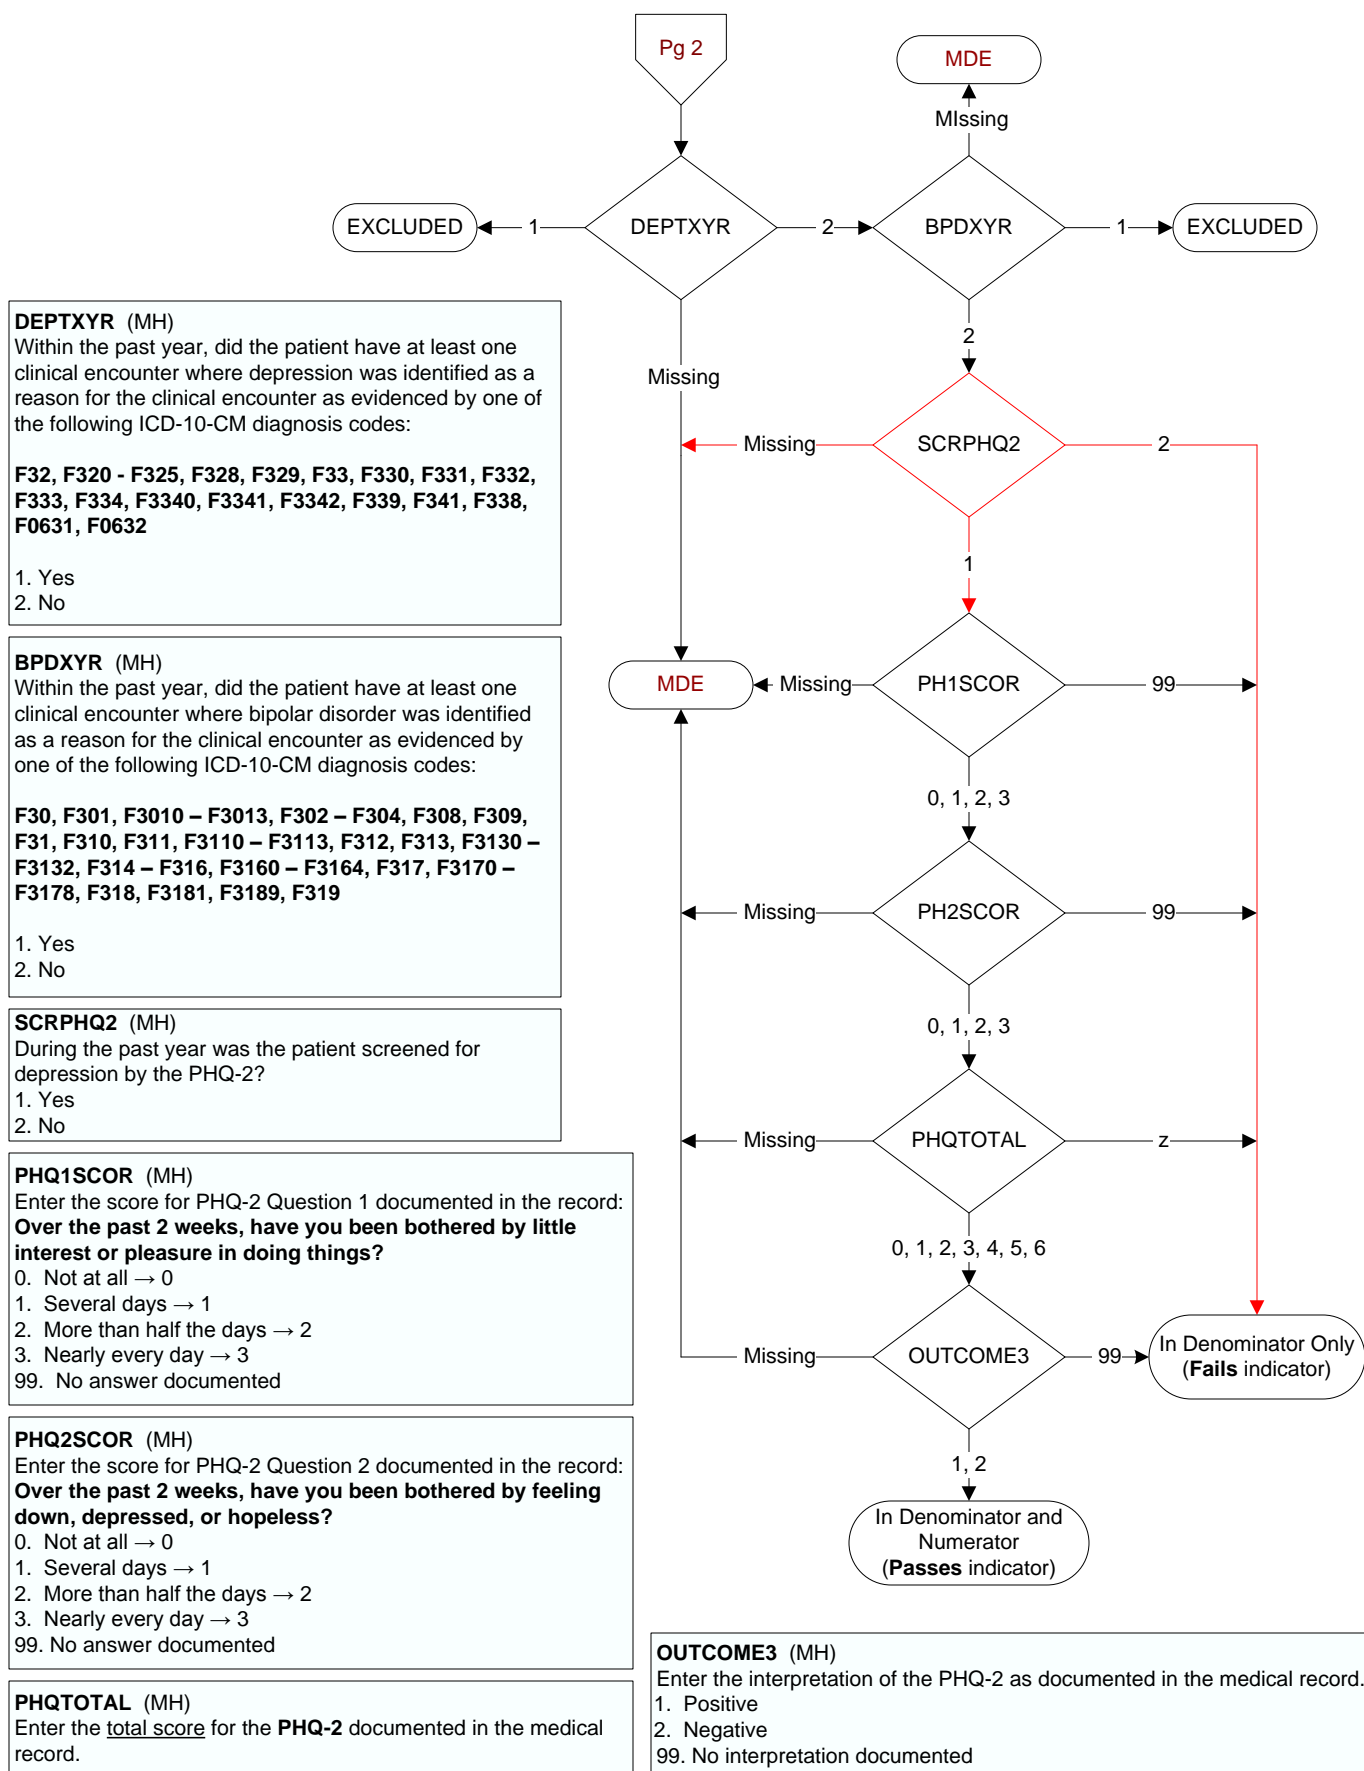 Pg 2
MDE
MIssing
EXCLUDED
1
DEPTXYR
2
BPDXYR
1
EXCLUDED
2
Missing
Missing
SCRPHQ2
2
1
MDE
Missing
PH1SCOR
99
0, 1, 2, 3
Missing
PH2SCOR
99
0, 1, 2, 3
Missing
PHQTOTAL
z
0, 1, 2, 3, 4, 5, 6
Missing
OUTCOME3
99
In Denominator Only
(Fails indicator)
1, 2
In Denominator and
Numerator
(Passes indicator)
DEPTXYR (MH)
Within the past year, did the patient have at least one
clinical encounter where depression was identified as a
reason for the clinical encounter as evidenced by one of
the following ICD-10-CM diagnosis codes:
F32, F320 - F325, F328, F329, F33, F330, F331, F332,
F333, F334, F3340, F3341, F3342, F339, F341, F338,
F0631, F0632
1. Yes
2. No
BPDXYR (MH)
Within the past year, did the patient have at least one
clinical encounter where bipolar disorder was identified
as a reason for the clinical encounter as evidenced by
one of the following ICD-10-CM diagnosis codes:
F30, F301, F3010 – F3013, F302 – F304, F308, F309,
F31, F310, F311, F3110 – F3113, F312, F313, F3130 –
F3132, F314 – F316, F3160 – F3164, F317, F3170 –
F3178, F318, F3181, F3189, F319
1. Yes
2. No
SCRPHQ2 (MH)
During the past year was the patient screened for
depression by the PHQ-2?
1. Yes
2. No
PHQ1SCOR (MH)
Enter the score for PHQ-2 Question 1 documented in the record:
Over the past 2 weeks, have you been bothered by little
interest or pleasure in doing things?
0. Not at all → 0
1. Several days → 1
2. More than half the days → 2
3. Nearly every day → 3
99. No answer documented
PHQ2SCOR (MH)
Enter the score for PHQ-2 Question 2 documented in the record:
Over the past 2 weeks, have you been bothered by feeling
down, depressed, or hopeless?
0. Not at all → 0
1. Several days → 1
2. More than half the days → 2
3. Nearly every day → 3
99. No answer documented
PHQTOTAL (MH)
Enter the total score for the PHQ-2 documented in the medical
record.
OUTCOME3 (MH)
Enter the interpretation of the PHQ-2 as documented in the medical record.
1. Positive
2. Negative
99. No interpretation documented